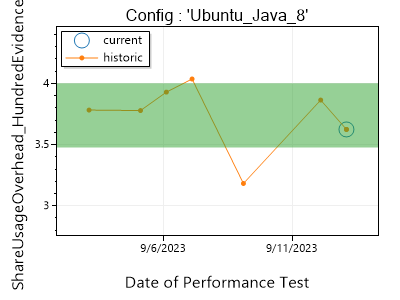 Config : 'Ubuntu_Java_8'
current
historic
ShareUsageOverhead_HundredEvidence
4
3.5
3
9/6/2023
9/11/2023
Date of Performance Test